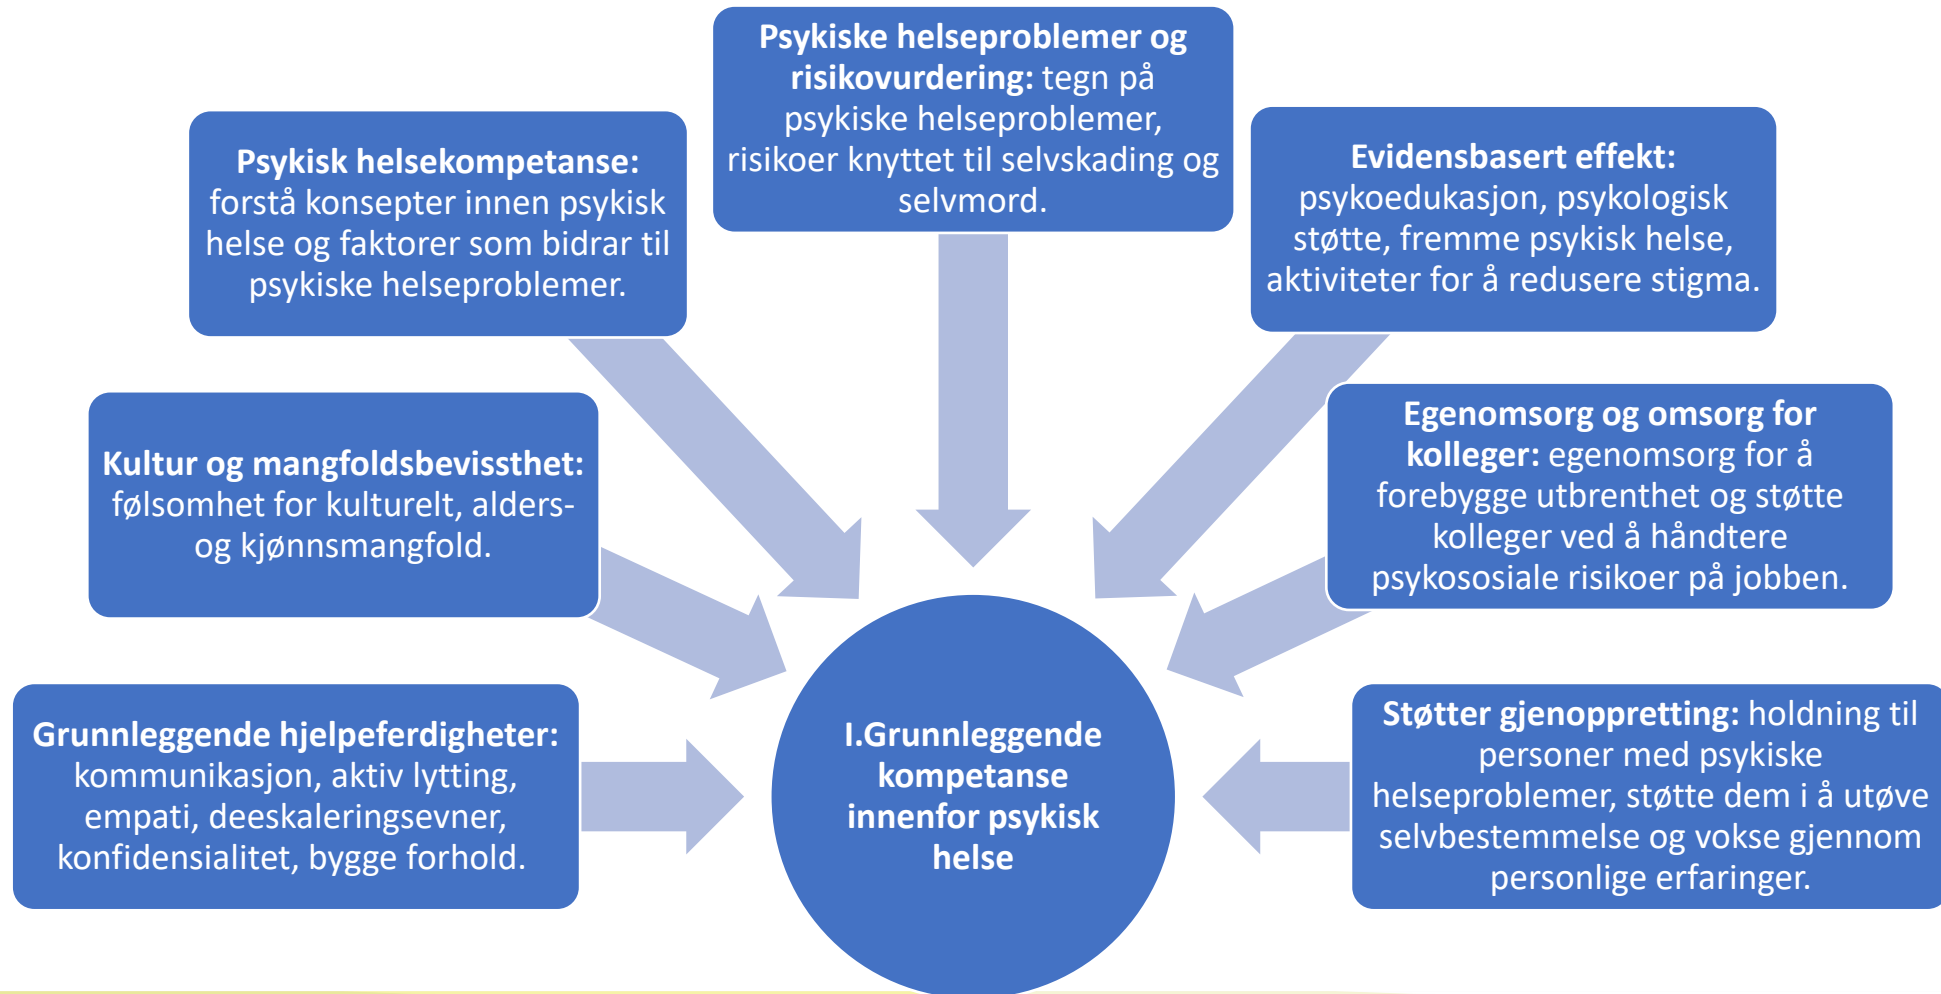 Psykiske helseproblemer og
risikovurdering: tegn på
psykiske helseproblemer,
risikoer knyttet til selvskading og
selvmord.
Psykisk helsekompetanse:
forstå konsepter innen psykisk
helse og faktorer som bidrar til
psykiske helseproblemer.
Evidensbasert effekt:
psykoedukasjon, psykologisk
støtte, fremme psykisk helse,
aktiviteter for å redusere stigma.
Kultur og mangfoldsbevissthet:
følsomhet for kulturelt, alders-
og kjønnsmangfold.
Egenomsorg og omsorg for
kolleger: egenomsorg for å
forebygge utbrenthet og støtte
kolleger ved å håndtere
psykososiale risikoer på jobben.
Grunnleggende hjelpeferdigheter:
kommunikasjon, aktiv lytting,
empati, deeskaleringsevner,
konfidensialitet, bygge forhold.
I.Grunnleggende
kompetanse
innenfor psykisk
helse
Støtter gjenoppretting: holdning til
personer med psykiske
helseproblemer, støtte dem i å utøve
selvbestemmelse og vokse gjennom
personlige erfaringer.